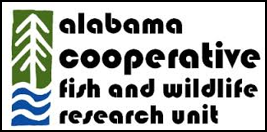 alabama
cooperative
fish and wildlife
research unit